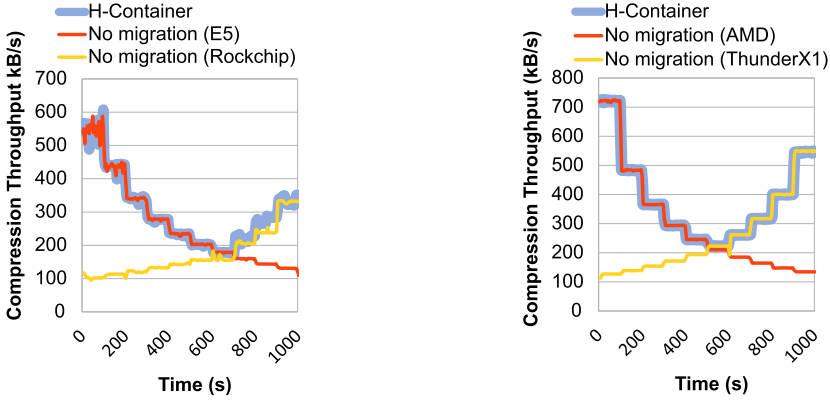 H-Container
No migration (E5)
No migration (Rockchip)
Compression Throughput kB/s)
700
600
500
400
300
200
100
0
0
200
400
600
800
1000
Time (s)
H-Container
No migration (AMD)
No migration (ThunderX1)
Compression Throughput (kB/s)
800
700
600
500
400
300
200
100
0
0
200
400
600
800
1000
Time (s)